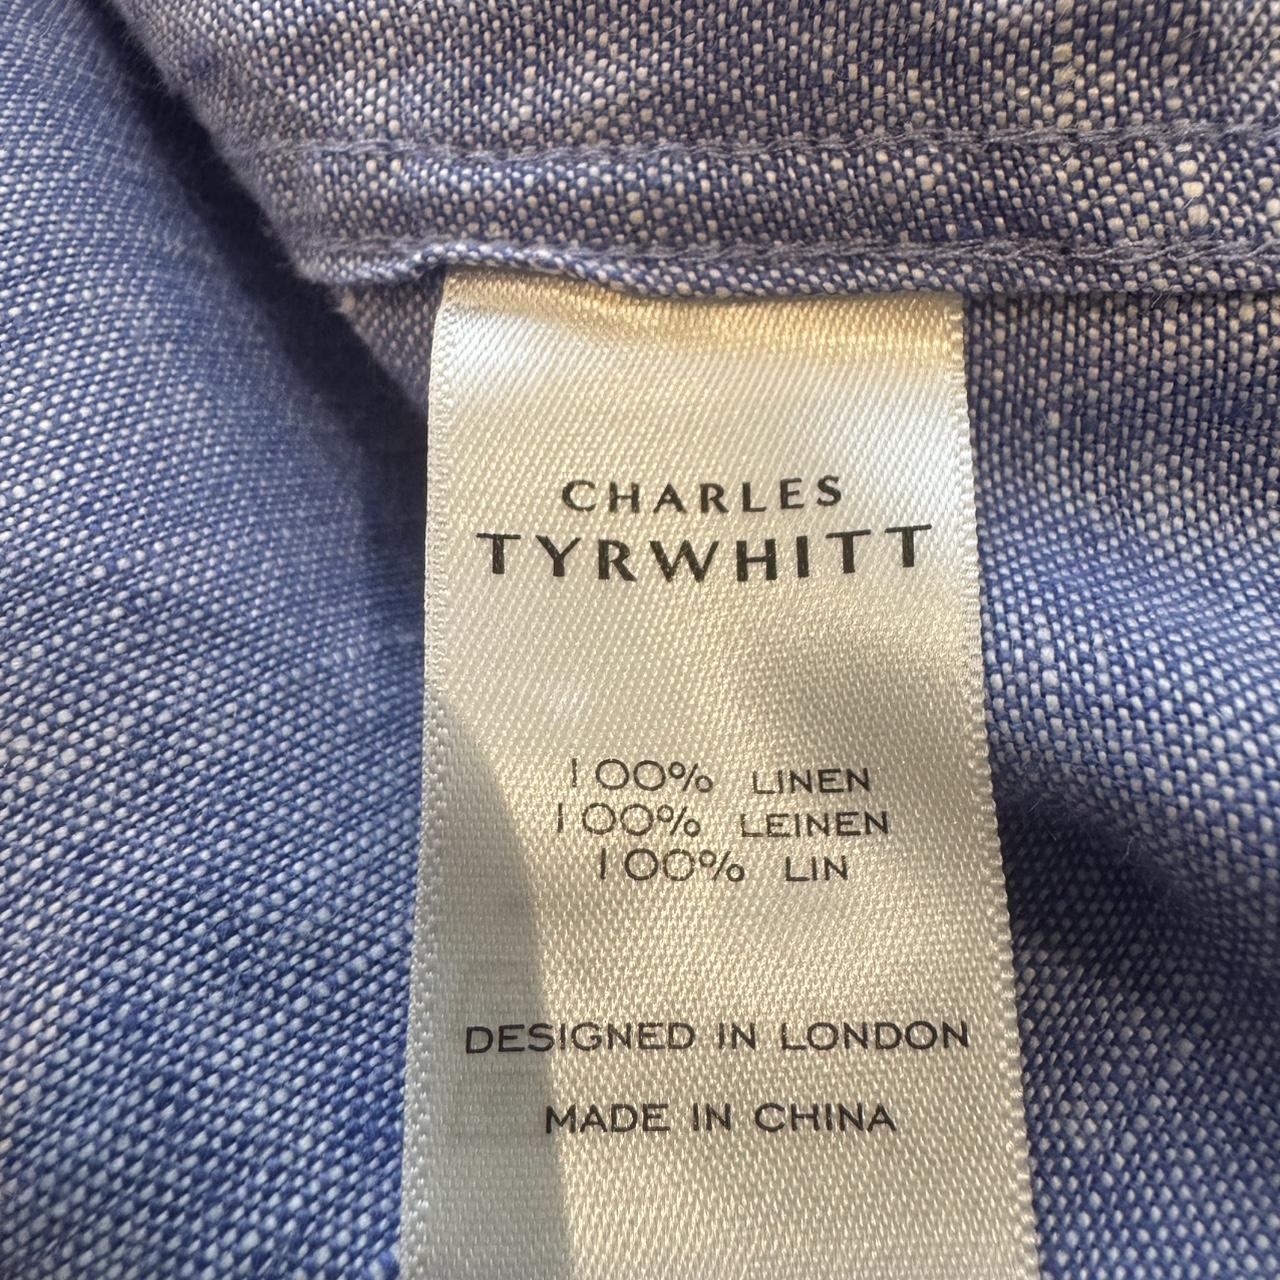 CHARLES
TYRWHITT
100% LINEN
100% LEINEN
100% LIN
DESIGNED IN LONDON
MADE IN CHINA